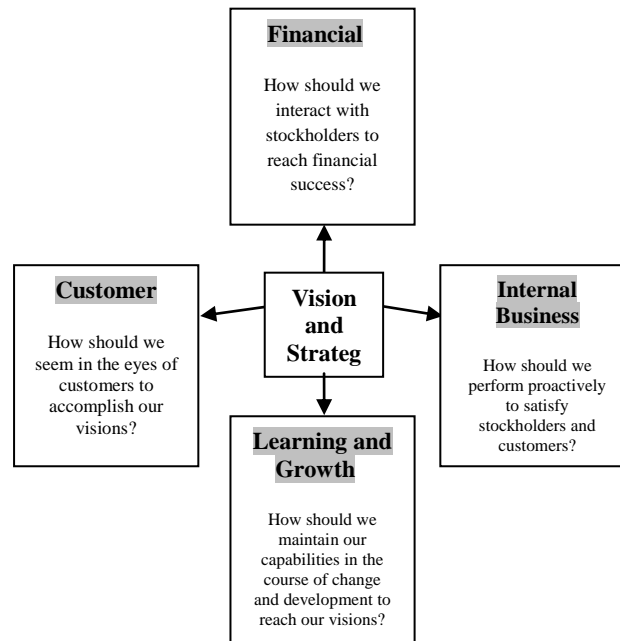 Financial
How should we
interact with
stockholders to
reach financial
success?
Customer
How should we
seem in the eyes of
customers to
accomplish our
visions?
Vision
and
Strateg
Internal
Business
How should we
perform proactively
to satisfy
stockholders and
customers?
Learning and
Growth
How should we
maintain our
capabilities in the
course of change
and development to
reach our visions?